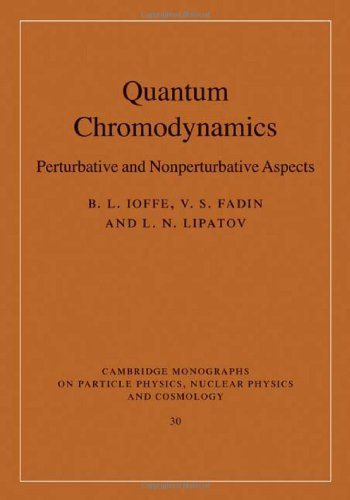 Quantum
Chromodynamics
Perturbative and Nonperturbative Aspects
B. L. IOFFE, V. S. FADIN
AND L. N. LIPATOV
CAMBRIDGE MONOGRAPHS
ON PARTICLE PHYSICS, NUCLEAR PHYSICS
AND COSMOLOGY
30